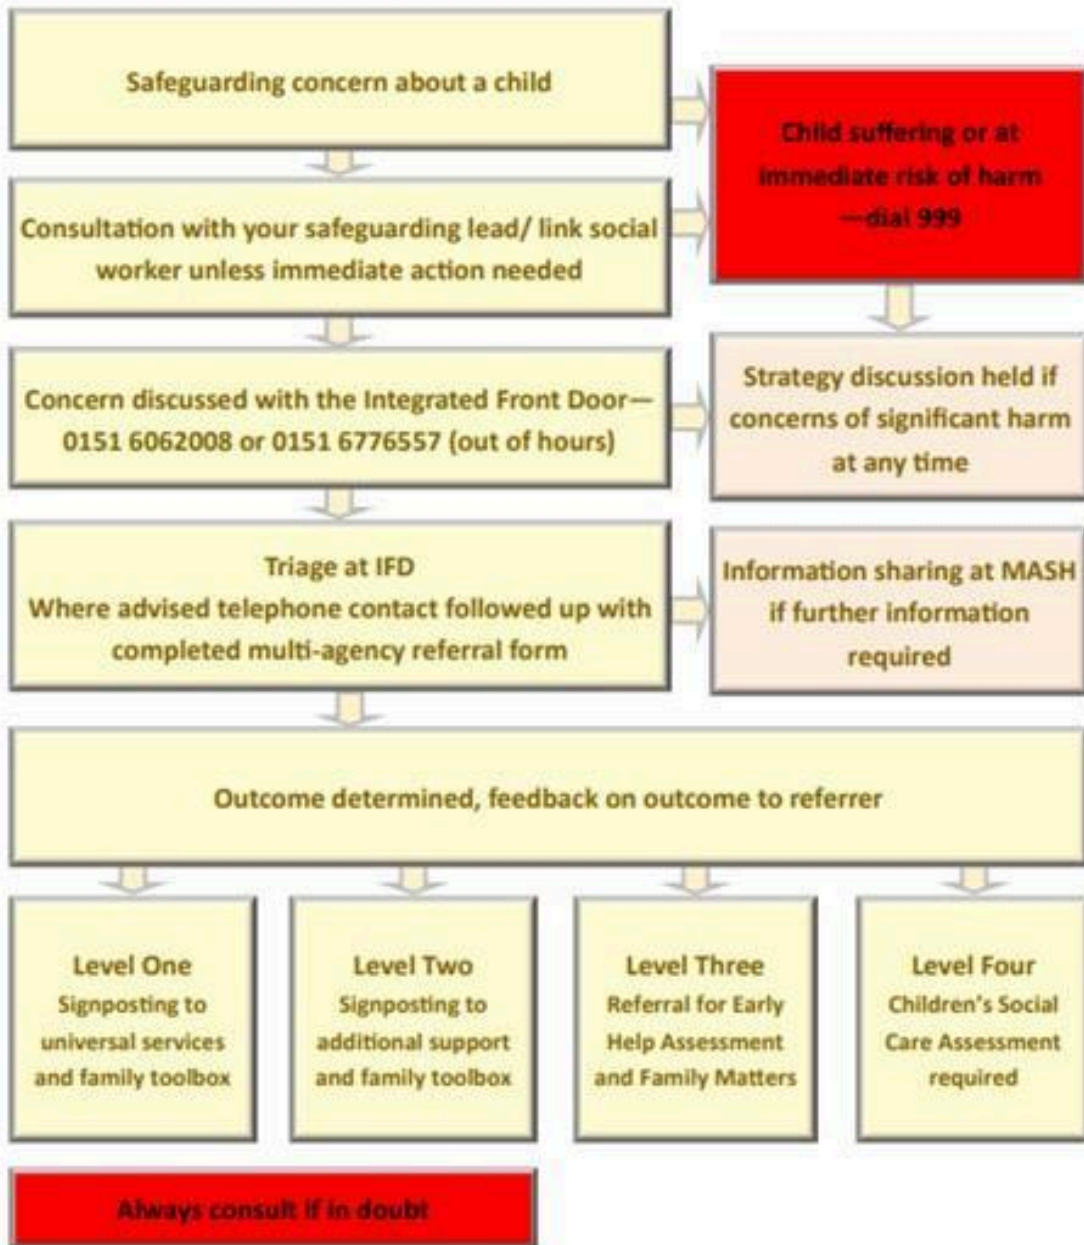 Safeguarding concern about a child
Child suffering or at
immediate risk of harm
—dial 999
Consultation with your safeguarding lead/ link social
worker unless immediate action needed
Concern discussed with the Integrated Front Door—
0151 6062008 or 0151 6776557 (out of hours)
Strategy discussion held if
concerns of significant harm
at any time
Triage at IFD
Where advised telephone contact followed up with
completed multi-agency referral form
Information sharing at MASH
if further information
required
Outcome determined, feedback on outcome to referrer
Level One
Signposting to
universal services
and family toolbox
Level Two
Signposting to
additional support
and family toolbox
Level Three
Referral for Early
Help Assessment
and Family Matters
Level Four
Children's Social
Care Assessment
required
Always consult if in doubt